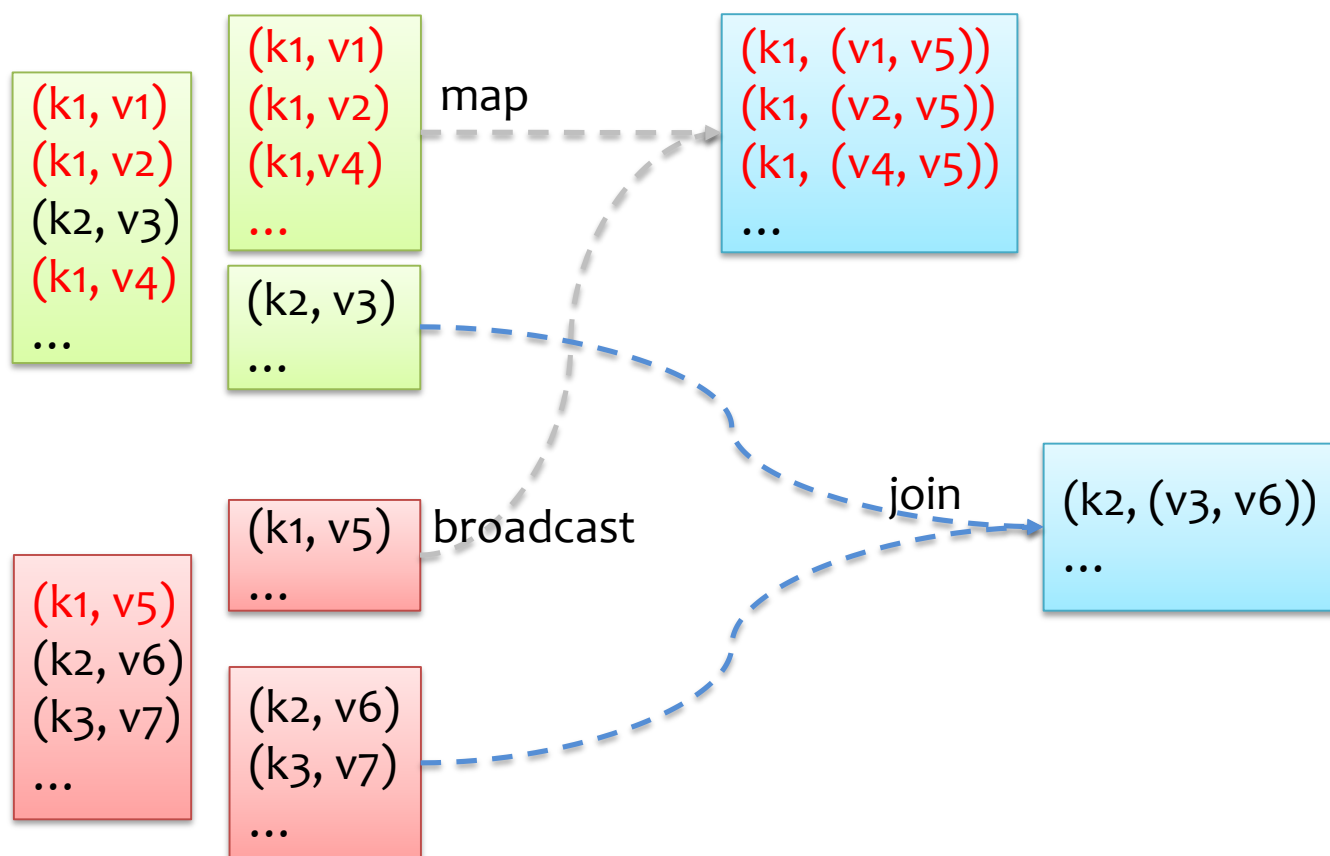 (k1, v1)
(k1, v2)
(k2, v3)
(k1, v4)
...
(k1, v1)
(k1, v2)
(k1,v4)
...
map
(k1, (v1, v5))
(k1, (v2, v5))
(k1, (v4, v5))
...
(k2, v3)
...
(k1, v5)
...
broadcast
join
(k2, (v3, v6))
...
(k1, v5)
(k2, v6)
(k3, v7)
...
(k2, v6)
(k3, v7)
...